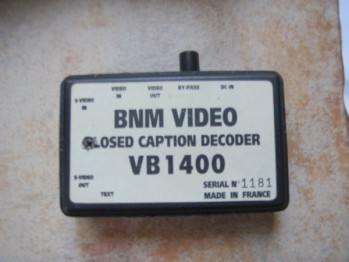 VIDEO IN VIDEO OUT BY-PASS DC IN
S-VIDEO IN
BNM VIDEO
CLOSED CAPTION DECODER
VB1400
S-VIDEO OUT
TEXT
SERIAL N° 1181
MADE IN FRANCE